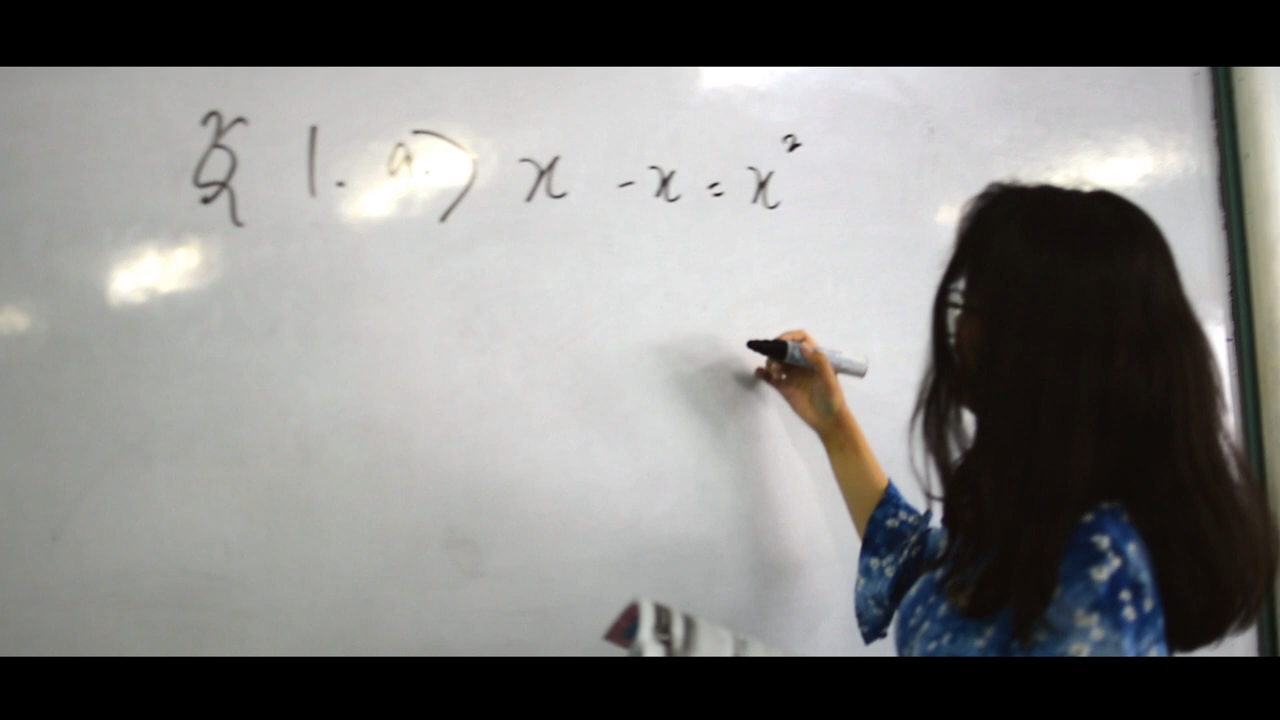 1. a.) x - x = x²